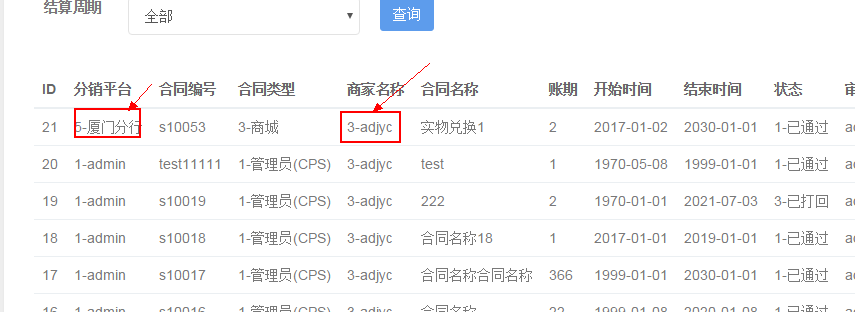 结算周期 全部 查询
ID 分销平台 合同编号 合同类型 商家名称 合同名称 账期 开始时间 结束时间 状态
21 5-厦门分行 s10053 3-商城 3-adjyc 实物兑换1 2 2017-01-02 2030-01-01 1-已通过
20 1-admin test11111 1-管理员(CPS) 3-adjyc test 1 1970-05-08 1999-01-01 1-已通过
19 1-admin s10019 1-管理员(CPS) 3-adjyc 222 2 1970-01-01 2021-07-03 3-已打回
18 1-admin s10018 1-管理员(CPS) 3-adjyc 合同名称18 1 2017-01-01 2019-01-01 1-已通过
17 1-admin s10017 1-管理员(CPS) 3-adjyc 合同名称合同名称 366 1999-01-01 2030-01-01 1-已通过
16 1-admin s10016 1-管理员(CPS) 3-adjyc 合同名称 22 1999-01-08 2020-01-08 1-已通过